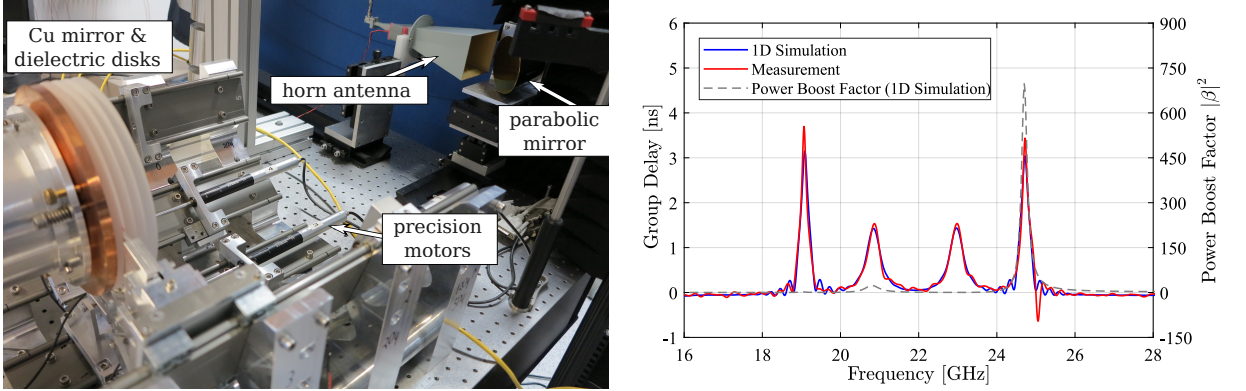 Cu mirror &
dielectric disks
horn antenna
parabolic
mirror
precision
motors
1D Simulation
Measurement
Power Boost Factor (1D Simulation)
Group Delay [ns]
6
5
4
3
2
1
0
-1
900
750
600
450
300
150
0
-150
Power Boost Factor |β|²
16
18
20
22
24
26
28
Frequency [GHz]